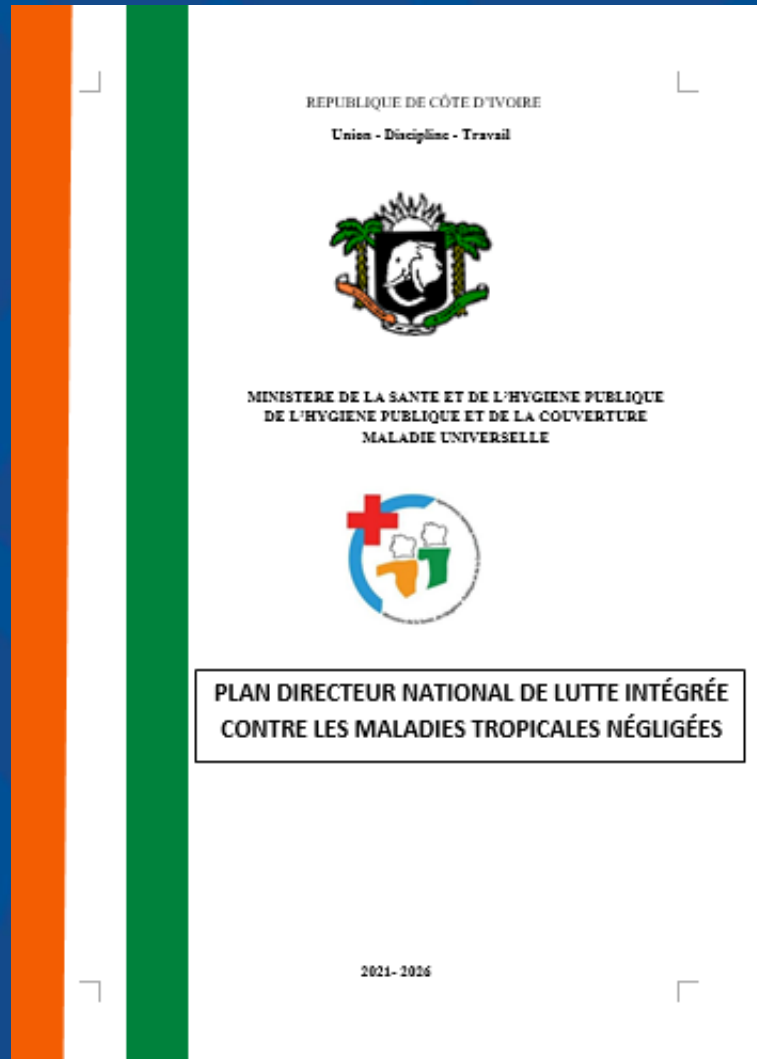 REPUBLIQUE DE CÔTE D'IVOIRE
Union - Discipline - Travail
MINISTERE DE LA SANTE ET DE L'HYGIENE PUBLIQUE
DE L'HYGIENE PUBLIQUE ET DE LA COUVERTURE
MALADIE UNIVERSELLE
PLAN DIRECTEUR NATIONAL DE LUTTE INTÉGRÉE
CONTRE LES MALADIES TROPICALES NÉGLIGÉES
2021- 2026